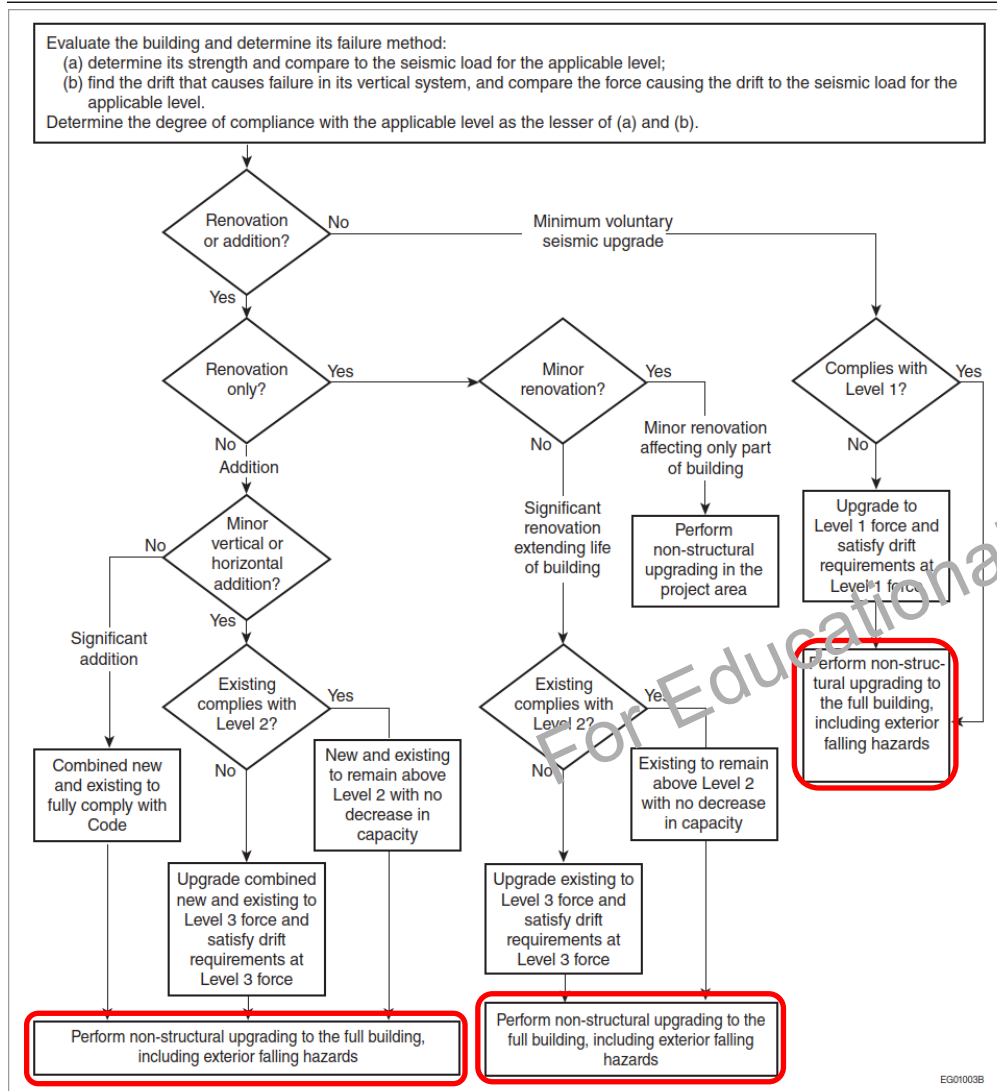 Evaluate the building and determine its failure method:
(a) determine its strength and compare to the seismic load for the applicable level;
(b) find the drift that causes failure in its vertical system, and compare the force causing the drift to the seismic load for the
applicable level.
Determine the degree of compliance with the applicable level as the lesser of (a) and (b).
Renovation
or addition?
No
Minimum voluntary
seismic upgrade
Yes
Renovation
only?
Yes
Minor
renovation?
Yes
Complies with
Level 1?
Yes
No
Addition
No
Minor renovation
affecting only part
of building
No
Minor
vertical or
horizontal
addition?
No
Significant
renovation
extending life
of building
Perform
non-structural
upgrading in the
project area
Upgrade to
Level 1 force and
satisfy drift
requirements at
Level 1 force
Significant
addition
Yes
Existing
complies with
Level 2?
Yes
Existing
complies with
Level 2?
Yes
Perform non-struc-
tural upgrading to
the full building,
including exterior
falling hazards
For Educational
Combined new
and existing to
fully comply with
Code
No
New and existing
to remain above
Level 2 with no
decrease in
capacity
No
Existing to remain
above Level 2
with no decrease
in capacity
Upgrade combined
new and existing to
Level 3 force and
satisfy drift
requirements at
Level 3 force
Upgrade existing to
Level 3 force and
satisfy drift
requirements at
Level 3 force
Perform non-structural upgrading to the full building,
including exterior falling hazards
Perform non-structural upgrading to the
full building, including exterior falling
hazards
EG01003B